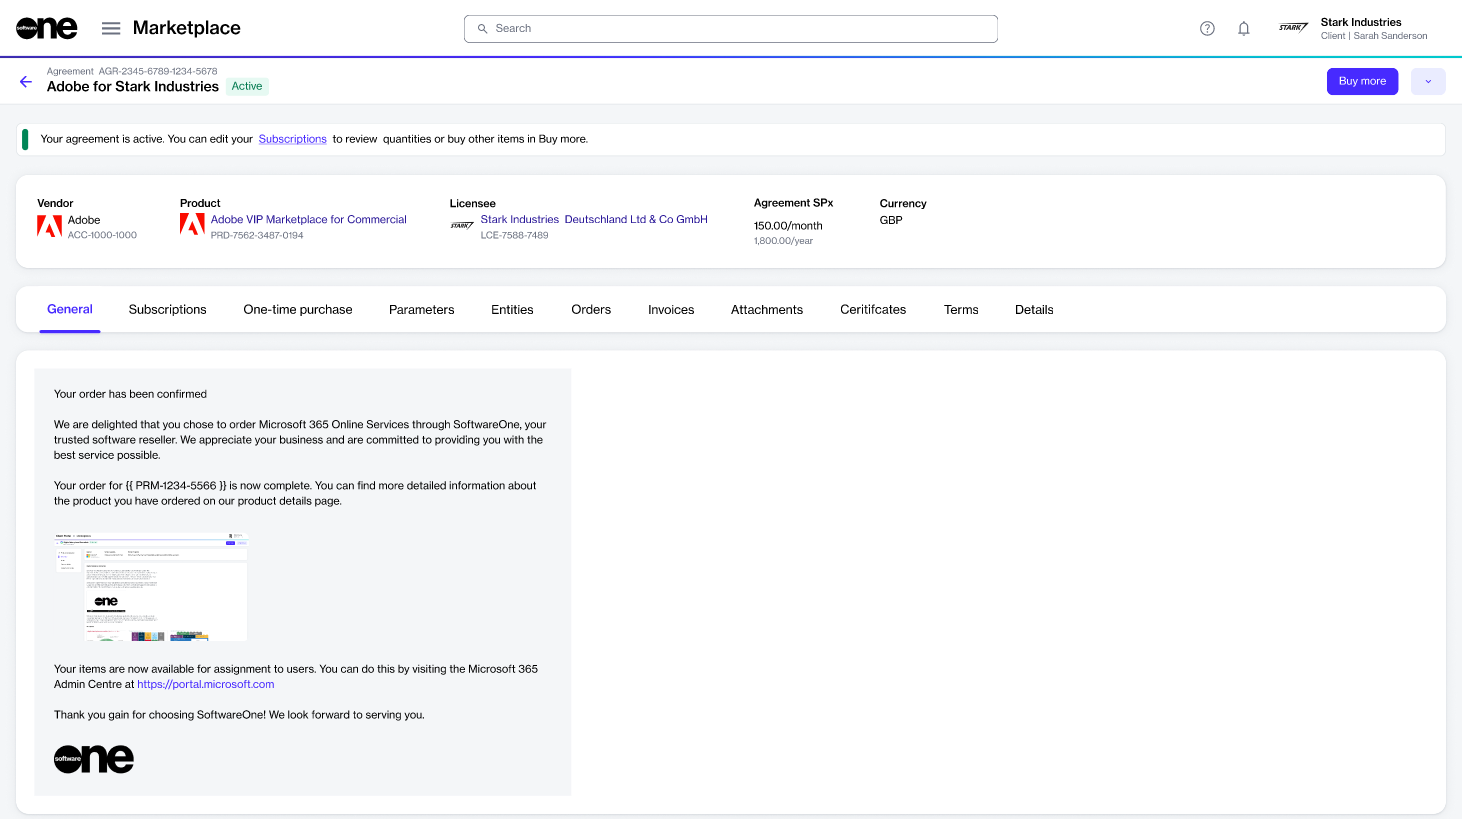 software one
Marketplace
Search
STARK
Stark Industries
Client | Sarah Sanderson
Agreement AGR-2345-6789-1234-5678
Adobe for Stark Industries
Active
Buy more
Your agreement is active. You can edit your Subscriptions to review quantities or buy other items in Buy more.
Vendor
Adobe
ACC-1000-1000
Product
Adobe VIP Marketplace for Commercial
PRD-7562-3487-0194
Licensee
STARK
Stark Industries Deutschland Ltd & Co GmbH
LCE-7588-7489
Agreement SPx
150.00/month
1,800.00/year
Currency
GBP
General
Subscriptions
One-time purchase
Parameters
Entities
Orders
Invoices
Attachments
Ceritifcates
Terms
Details
Your order has been confirmed
We are delighted that you chose to order Microsoft 365 Online Services through SoftwareOne, your
trusted software reseller. We appreciate your business and are committed to providing you with the
best service possible.
Your order for {{ PRM-1234-5566 }} is now complete. You can find more detailed information about
the product you have ordered on our product details page.
one
Your items are now available for assignment to users. You can do this by visiting the Microsoft 365
Admin Centre at https://portal.microsoft.com
Thank you gain for choosing SoftwareOne! We look forward to serving you.
software one